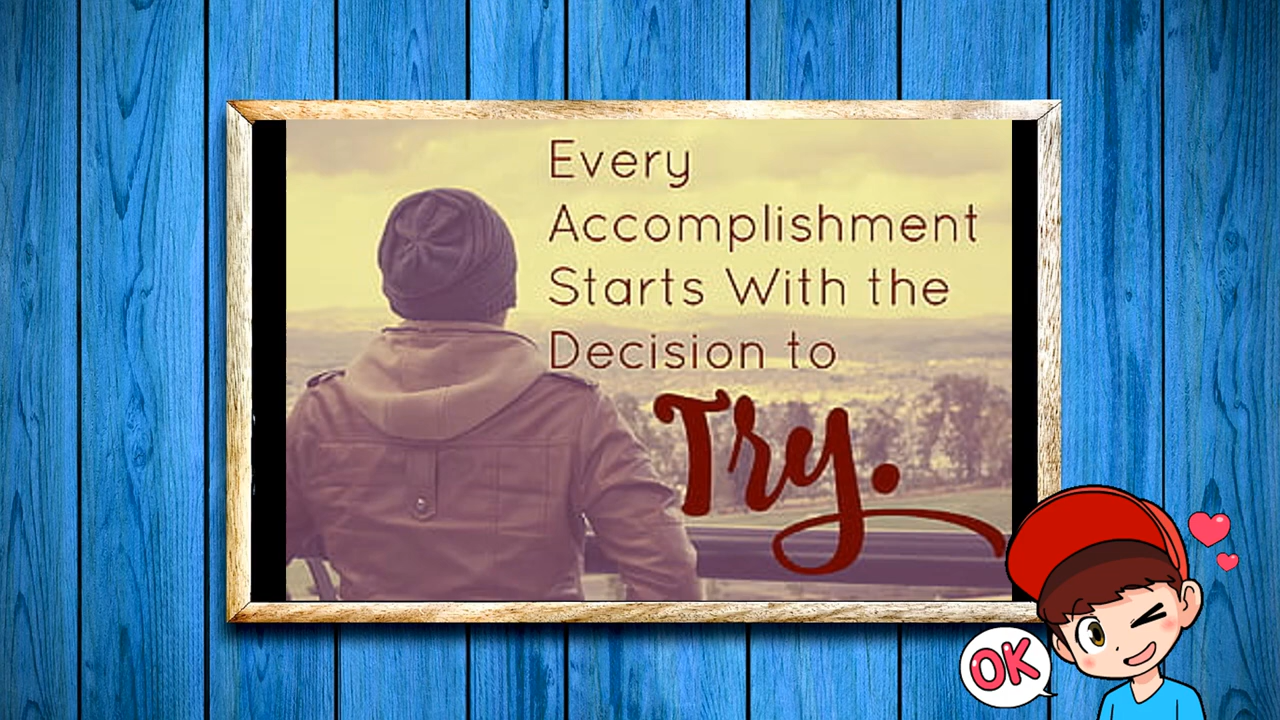 Every
Accomplishment
Starts With the
Decision to
Try.
OK